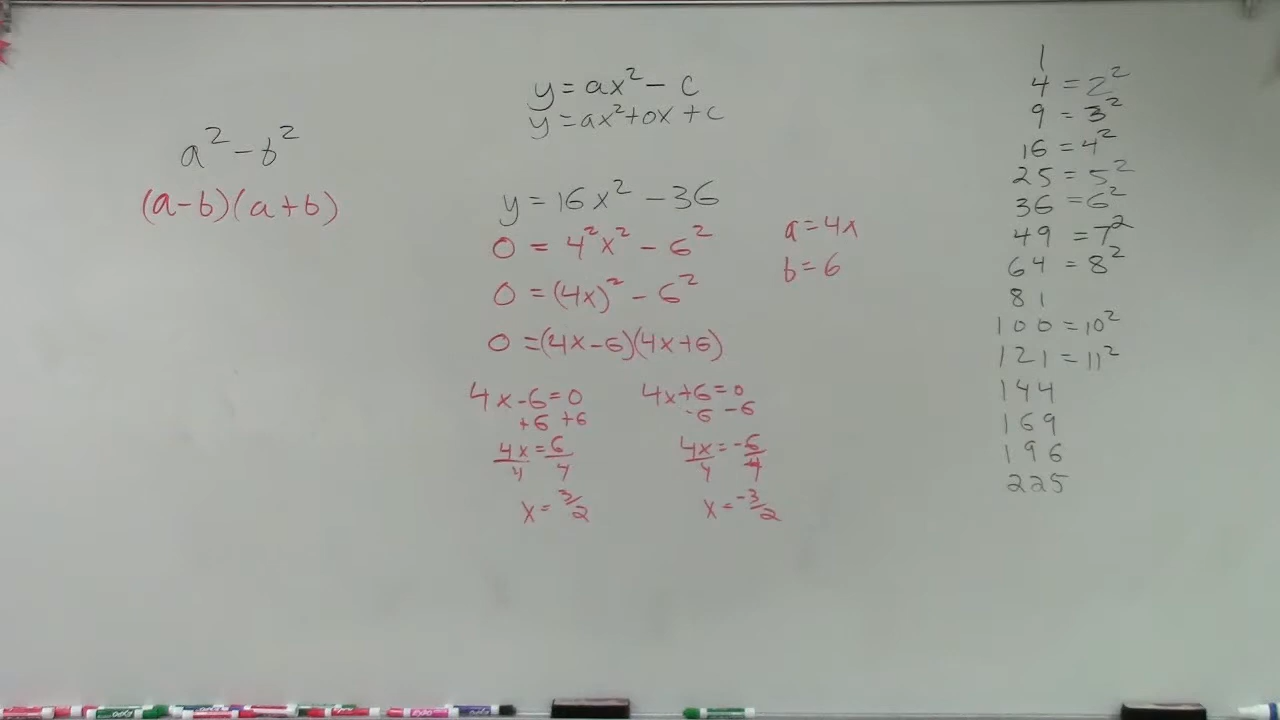 a² - b²
(a-b)(a+b)
y = ax² - c
y = ax²+0x+c
y = 16x² - 36
0 = 4²x² - 6²
0 = (4x)² - 6²
0 = (4x-6)(4x+6)
a = 4x
b = 6
4x-6=0
+6 +6
4x = 6
4 4
x = 3/2
4x+6=0
-6 -6
4x = -6
4 4
x = -3/2
1
4 = 2²
9 = 3²
16 = 4²
25 = 5²
36 = 6²
49 = 7²
64 = 8²
81
100 = 10²
121 = 11²
144
169
196
225